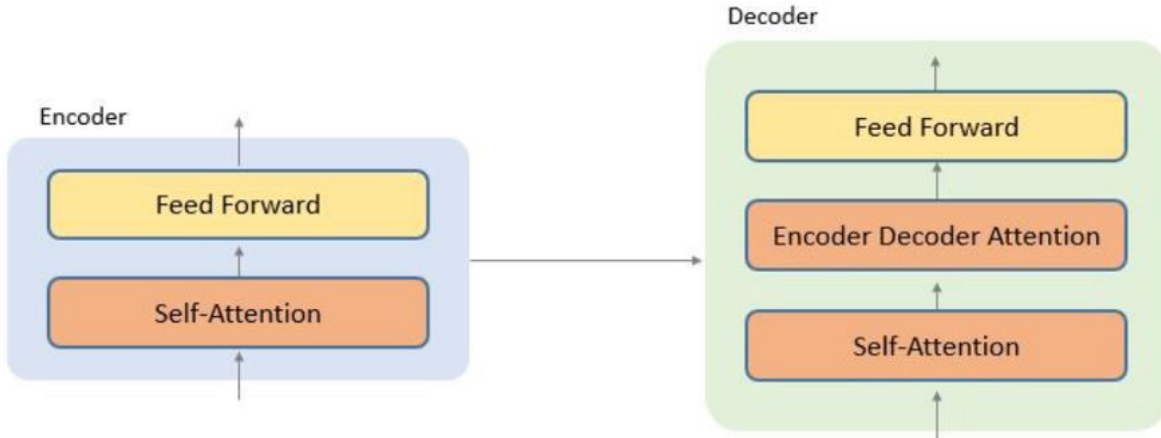 Encoder
Feed Forward
Self-Attention
Decoder
Feed Forward
Encoder Decoder Attention
Self-Attention